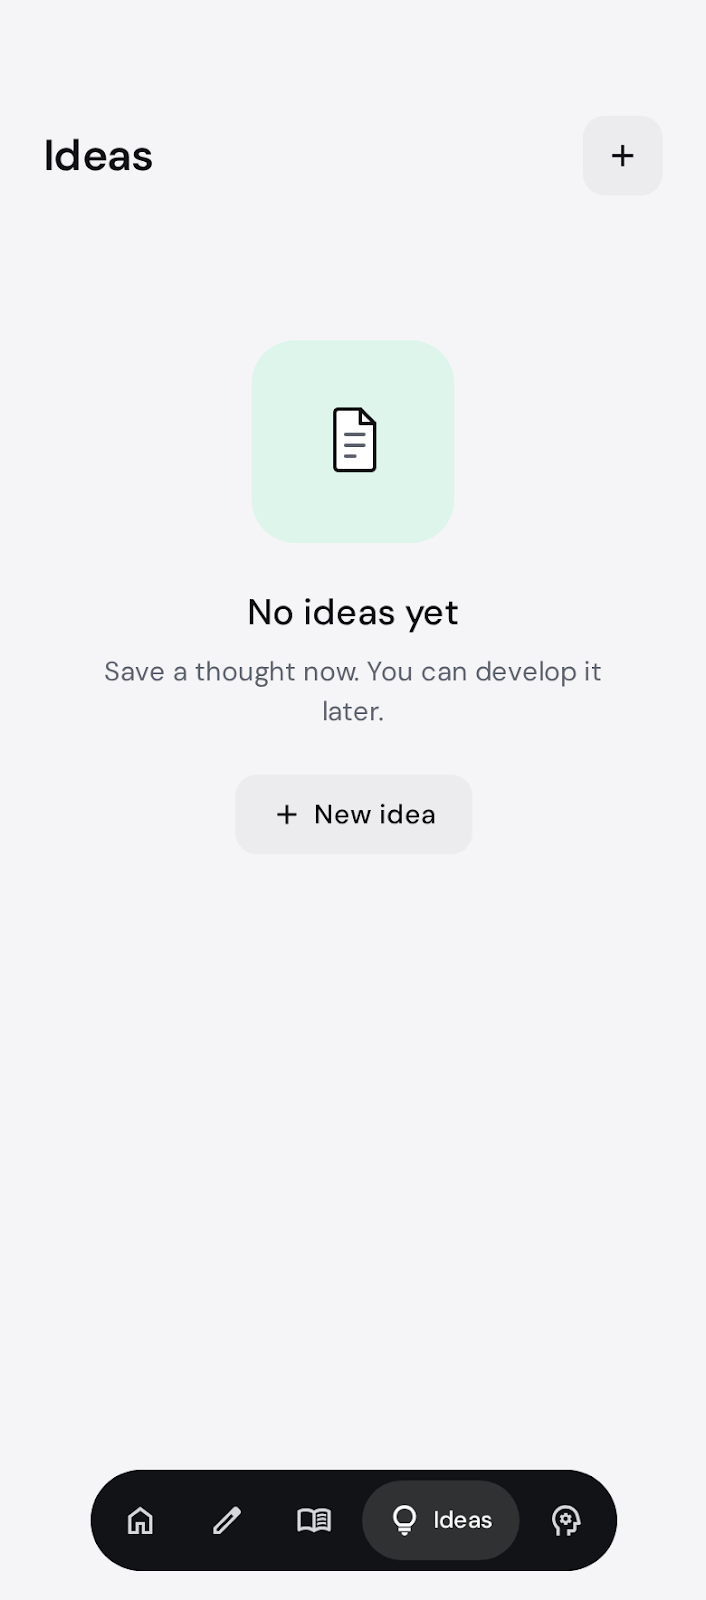 Ideas
No ideas yet
Save a thought now. You can develop it
later.
+ New idea
Ideas